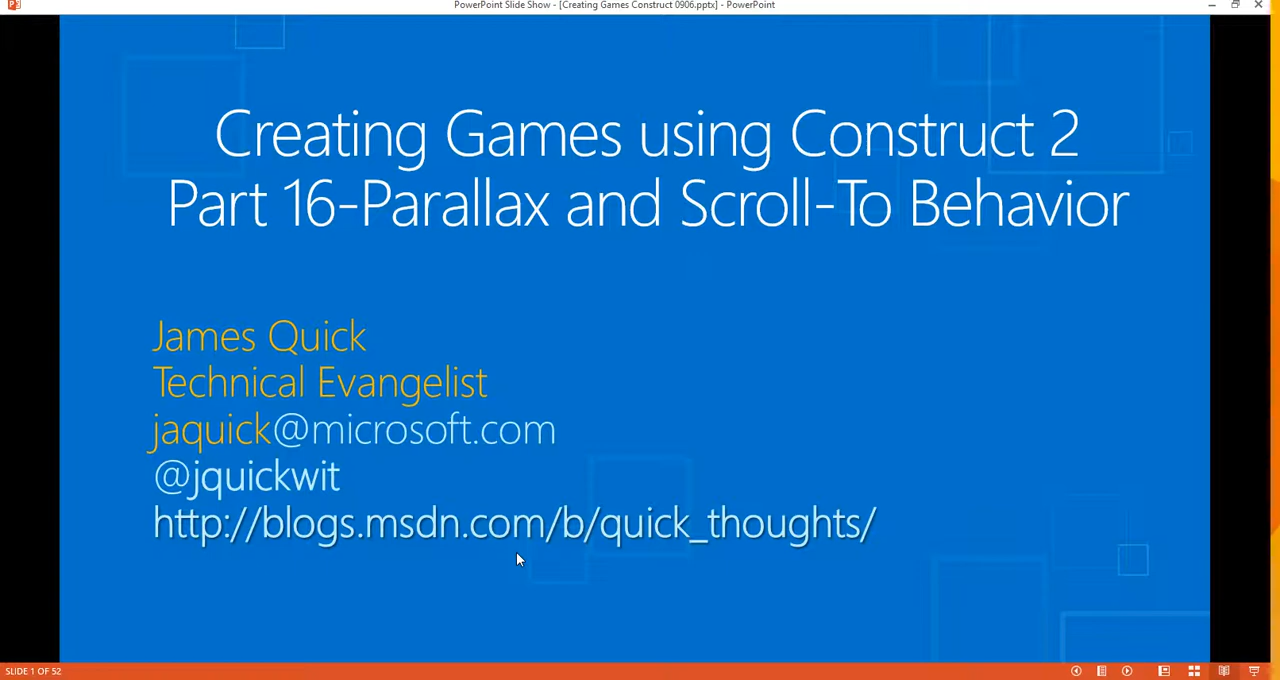 PowerPoint Slide Show - [Creating Games Construct 0906.pptx] - PowerPoint
Creating Games using Construct 2
Part 16-Parallax and Scroll-To Behavior
James Quick
Technical Evangelist
jaquick@microsoft.com
@jquickwit
http://blogs.msdn.com/b/quick_thoughts/
SLIDE 1 OF 52